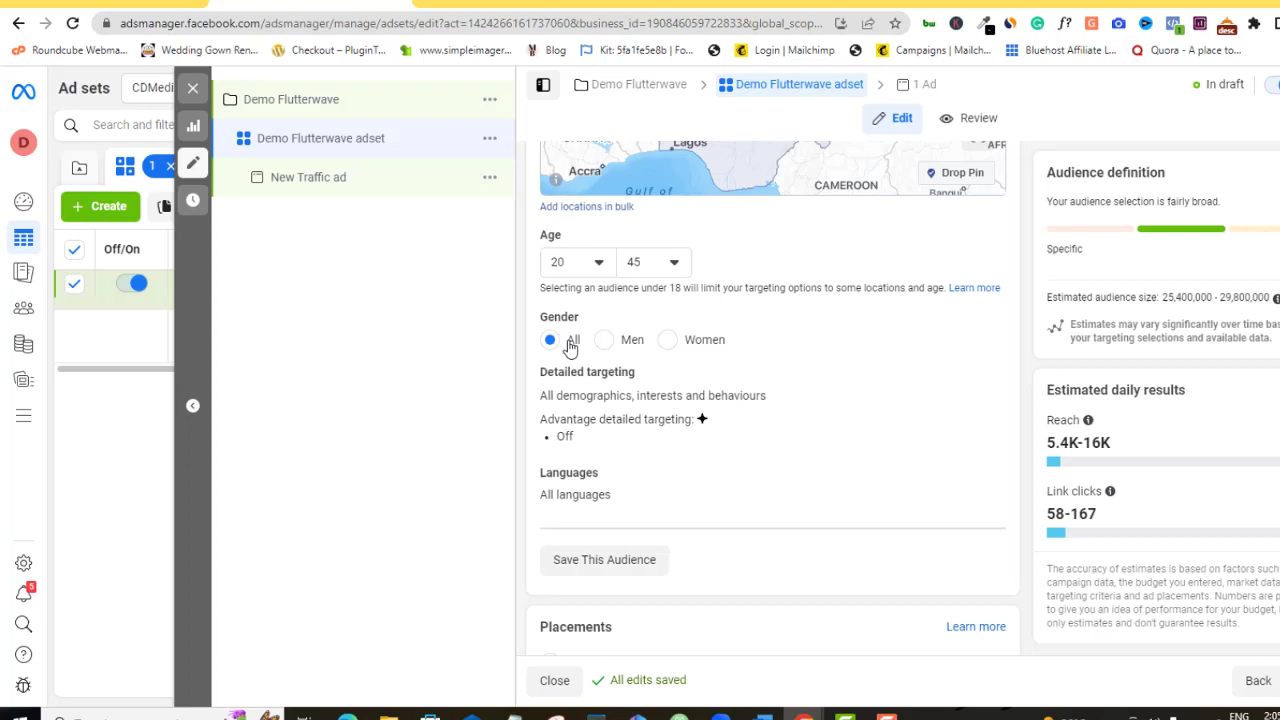 adsmanager.facebook.com/adsmanager/manage/adsets/edit?act=1424266161737060&business_id=190846059722833&global_scop...
Roundcube Webma...
Wedding Gown Ren...
Checkout – PluginT...
www.simpleimager...
Blog
Kit: 5fa1fe5e8b | Fo...
Login | Mailchimp
Campaigns | Mailch...
Bluehost Affiliate L...
Quora - A place to...
Ad sets
CDMedi
Demo Flutterwave
Demo Flutterwave
Demo Flutterwave adset
1 Ad
In draft
Search and filte
Edit
Review
Demo Flutterwave adset
New Traffic ad
1
Create
Off/On
Lagos
Accra
Gulf of
CAMEROON
Bangui
AFR
Drop Pin
Add locations in bulk
Age
20
45
Selecting an audience under 18 will limit your targeting options to some locations and age. Learn more
Gender
All
Men
Women
Detailed targeting
All demographics, interests and behaviours
Advantage detailed targeting:
• Off
Languages
All languages
Save This Audience
Placements
Learn more
Close
All edits saved
Back
Audience definition
Your audience selection is fairly broad.
Specific
Estimated audience size: 25,400,000 - 29,800,000
Estimates may vary significantly over time bas
your targeting selections and available data.
Estimated daily results
Reach
5.4K-16K
Link clicks
58-167
The accuracy of estimates is based on factors such
campaign data, the budget you entered, market data
targeting criteria and ad placements. Numbers are p
to give you an idea of performance for your budget, b
only estimates and don't guarantee results.
D
5
ENG